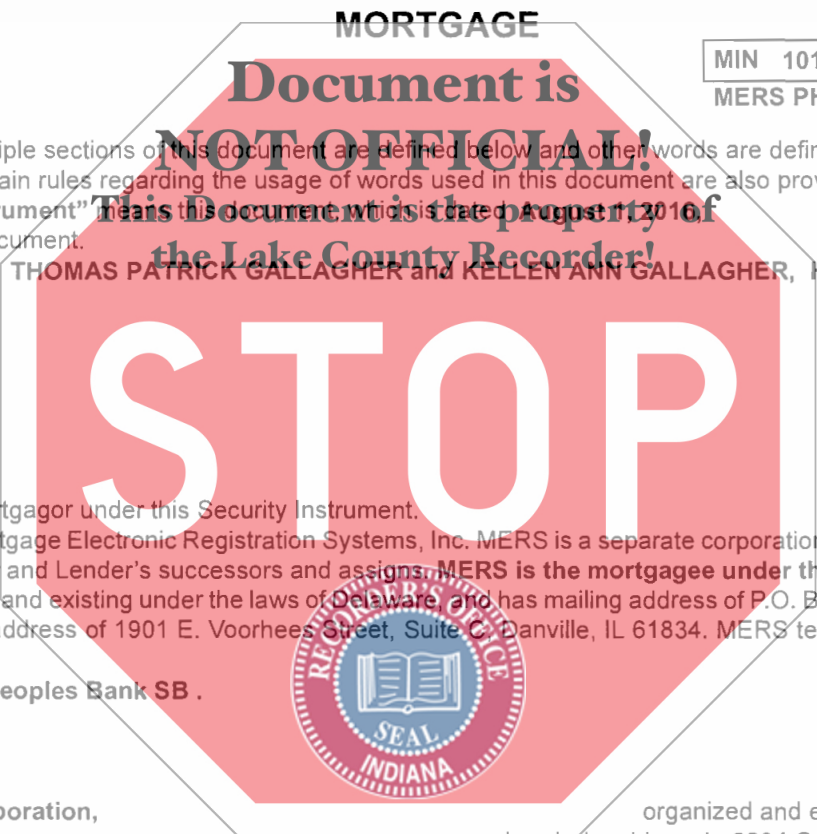 MORTGAGE
Document is
MIN 101
MERS PH
NOT OFFICIAL!
iple sections of this document are defined below and other words are defin
ain rules regarding the usage of words used in this document are also prov
rument" means this document, which is dated August 1, 2016,
This Document is the property of
cument.
the Lake County Recorder!
THOMAS PATRICK GALLAGHER and KELLEN ANN GALLAGHER, H
STOP
rtgagor under this Security Instrument.
tgage Electronic Registration Systems, Inc. MERS is a separate corporation
and Lender's successors and assigns. MERS is the mortgagee under th
and existing under the laws of Delaware, and has mailing address of P.O. B
ddress of 1901 E. Voorhees Street, Suite C, Danville, IL 61834. MERS te
RECORDER'S OFFICE
SEAL
INDIANA
eoples Bank SB .
poration,
organized and e